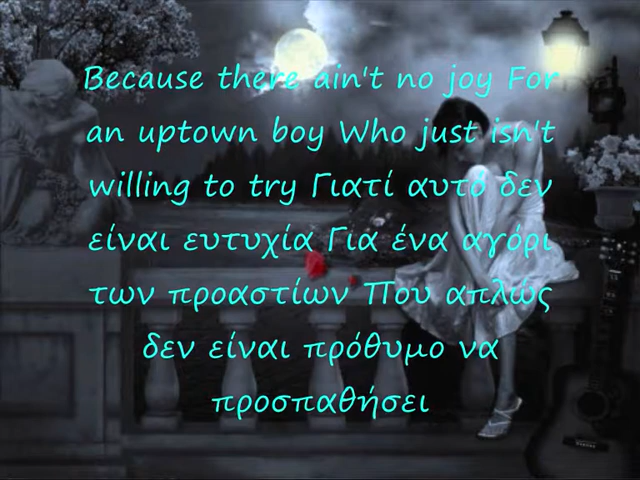 Because there ain't no joy For
an uptown boy Who just isn't
willing to try Γιατί αυτό δεν
είναι ευτυχία Για ένα αγόρι
των προαστίων Που απλώς
δεν είναι πρόθυμο να
προσπαθήσει